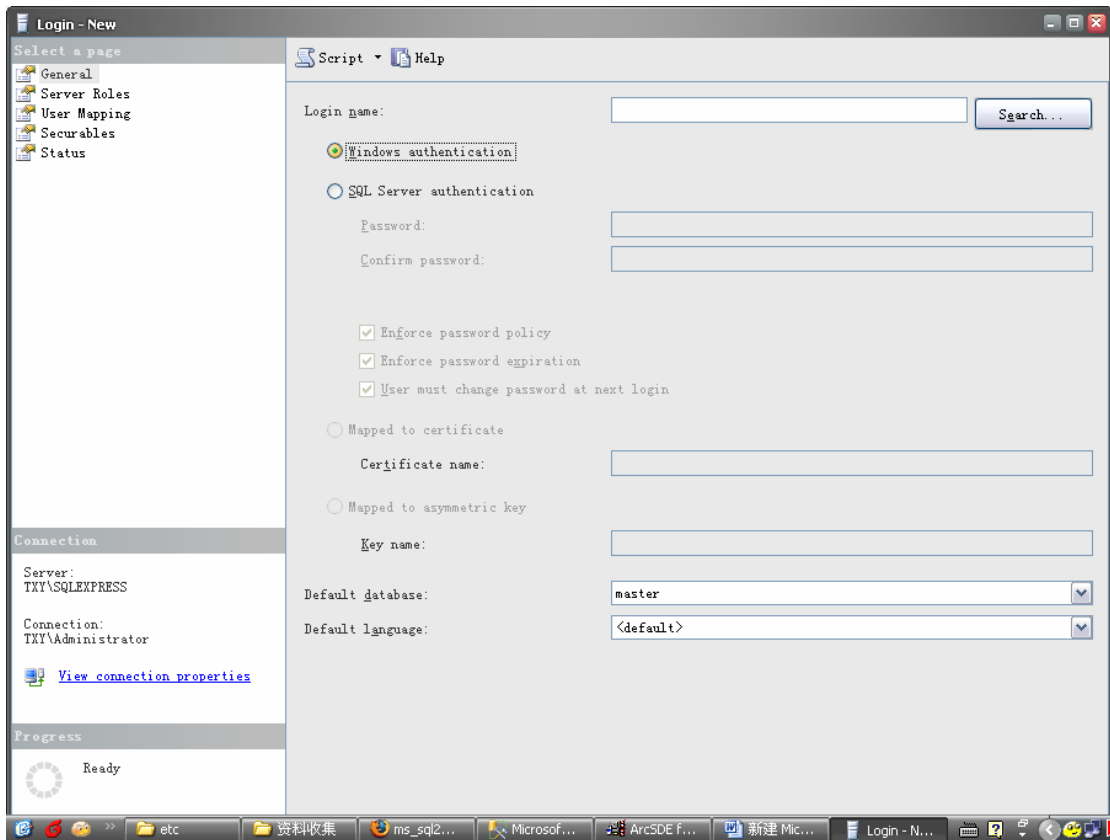 Login - New
Select a page
General
Server Roles
User Mapping
Securables
Status
Script
Help
Login name:
Search...
Windows authentication
SQL Server authentication
Password:
Confirm password:
Enforce password policy
Enforce password expiration
User must change password at next login
Mapped to certificate
Certificate name:
Mapped to asymmetric key
Key name:
Default database:
master
Default language:
<default>
Connection
Server:
TXY\SQLEXPRESS
Connection:
TXY\Administrator
View connection properties
Progress
Ready
etc
资料收集
ms_sql2...
Microsof...
ArcSDE f...
新建 Mic...
Login - N...